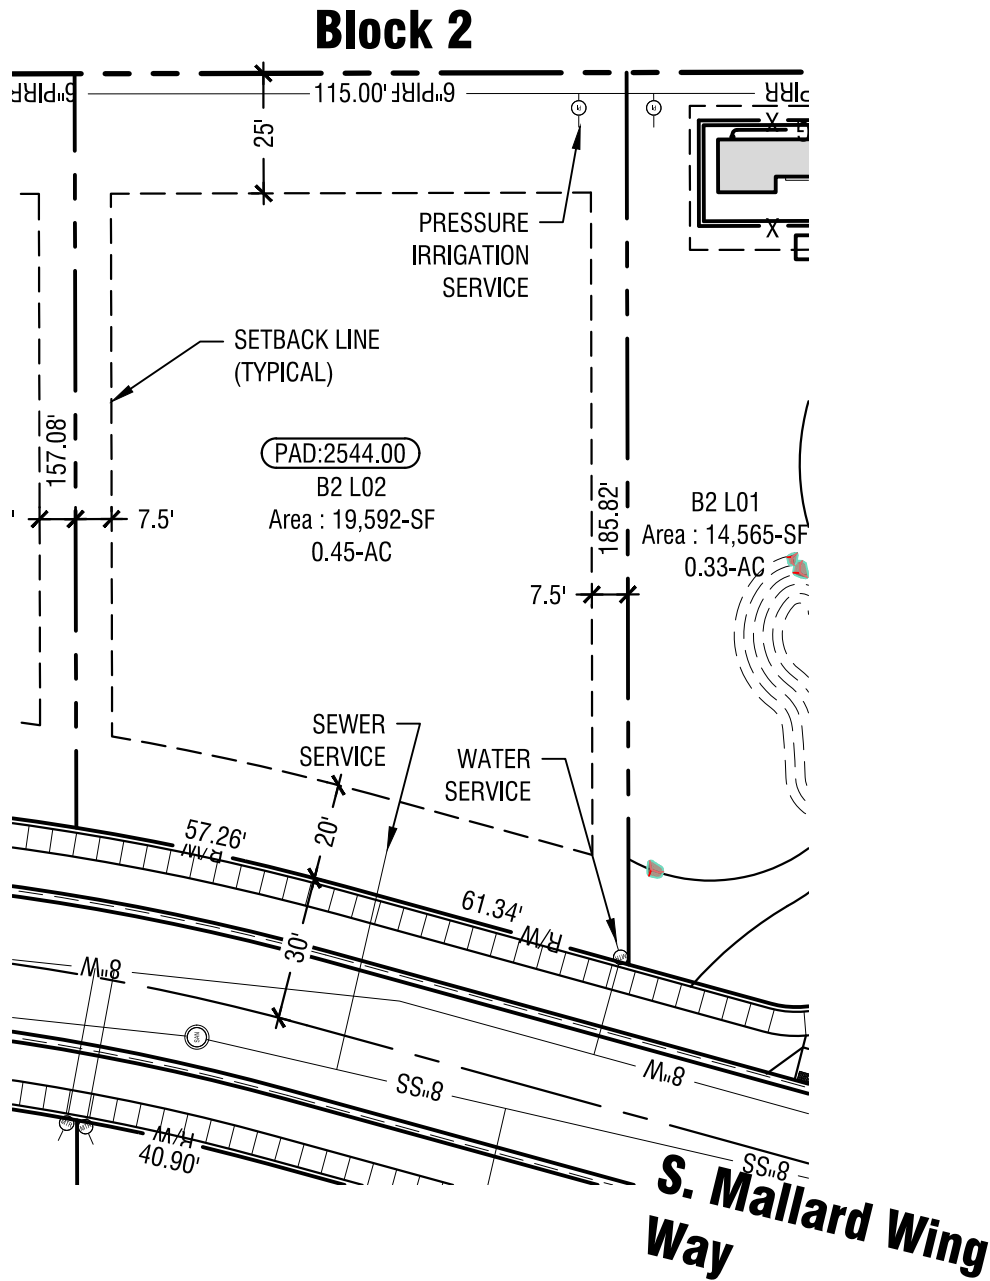 Block 2
6"PIRR
115.00'
6"PIRR
PIRR
25'
PRESSURE
IRRIGATION
SERVICE
SETBACK LINE
(TYPICAL)
157.08'
PAD:2544.00
B2 L02
Area : 19,592-SF
0.45-AC
7.5'
185.82'
B2 L01
Area : 14,565-SF
0.33-AC
7.5'
X
X
SEWER
SERVICE
WATER
SERVICE
57.26'
R/W
20'
61.34'
R/W
30'
8"W
8"W
8"SS
8"SS
R/W
40.90'
S. Mallard Wing
Way